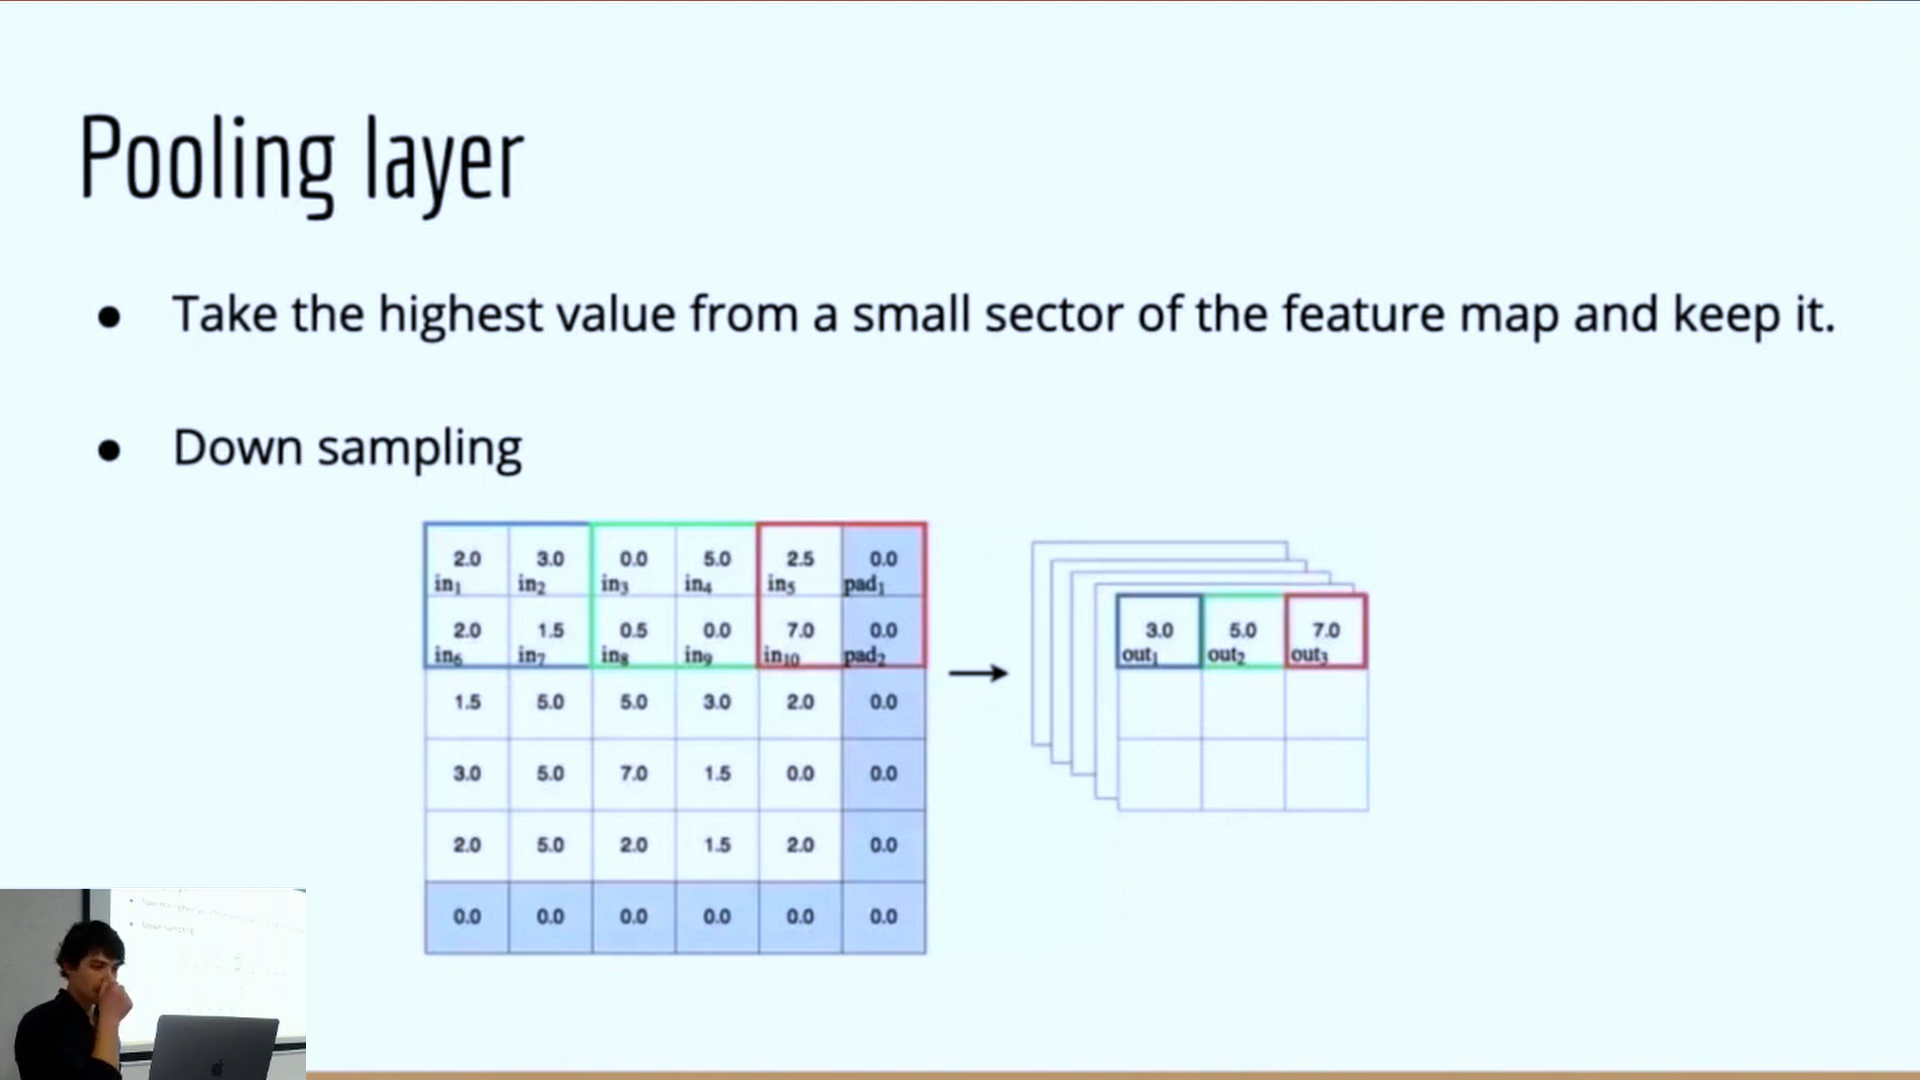 Pooling layer
● Take the highest value from a small sector of the feature map and keep it.
● Down sampling
2.0 3.0 0.0 5.0 2.5 0.0
in₁ in₂ in₃ in₄ in₅ pad₁
2.0 1.5 0.5 0.0 7.0 0.0
in₆ in₇ in₈ in₉ in₁₀ pad₂
1.5 5.0 5.0 3.0 2.0 0.0
3.0 5.0 7.0 1.5 0.0 0.0
2.0 5.0 2.0 1.5 2.0 0.0
0.0 0.0 0.0 0.0 0.0 0.0
3.0 5.0 7.0
out₁ out₂ out₃
Down sampling